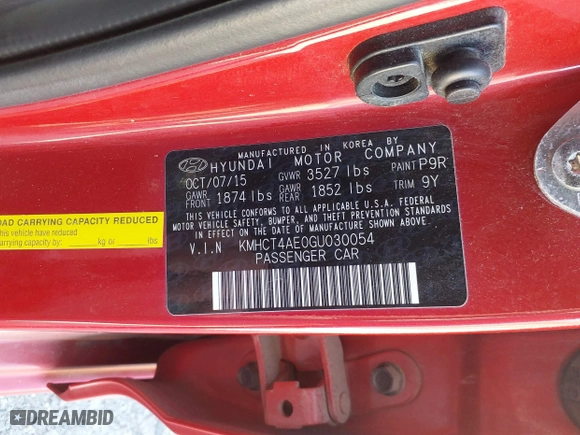 MANUFACTURED IN KOREA BY
HYUNDAI MOTOR COMPANY
OCT/07/15 GVWR 3527 lbs PAINT P9R
GAWR FRONT 1874 lbs GAWR REAR 1852 lbs TRIM 9Y
THIS VEHICLE CONFORMS TO ALL APPLICABLE U.S.A. FEDERAL
MOTOR VEHICLE SAFETY, BUMPER, AND THEFT PREVENTION
STANDARDS IN EFFECT ON THE DATE OF MANUFACTURE
SHOWN ABOVE.
V.I.N KMHCT4AE0GU030054
PASSENGER CAR
OAD CARRYING CAPACITY REDUCED
his vehicle's carrying capacity
by kg or lbs
DREAMBID